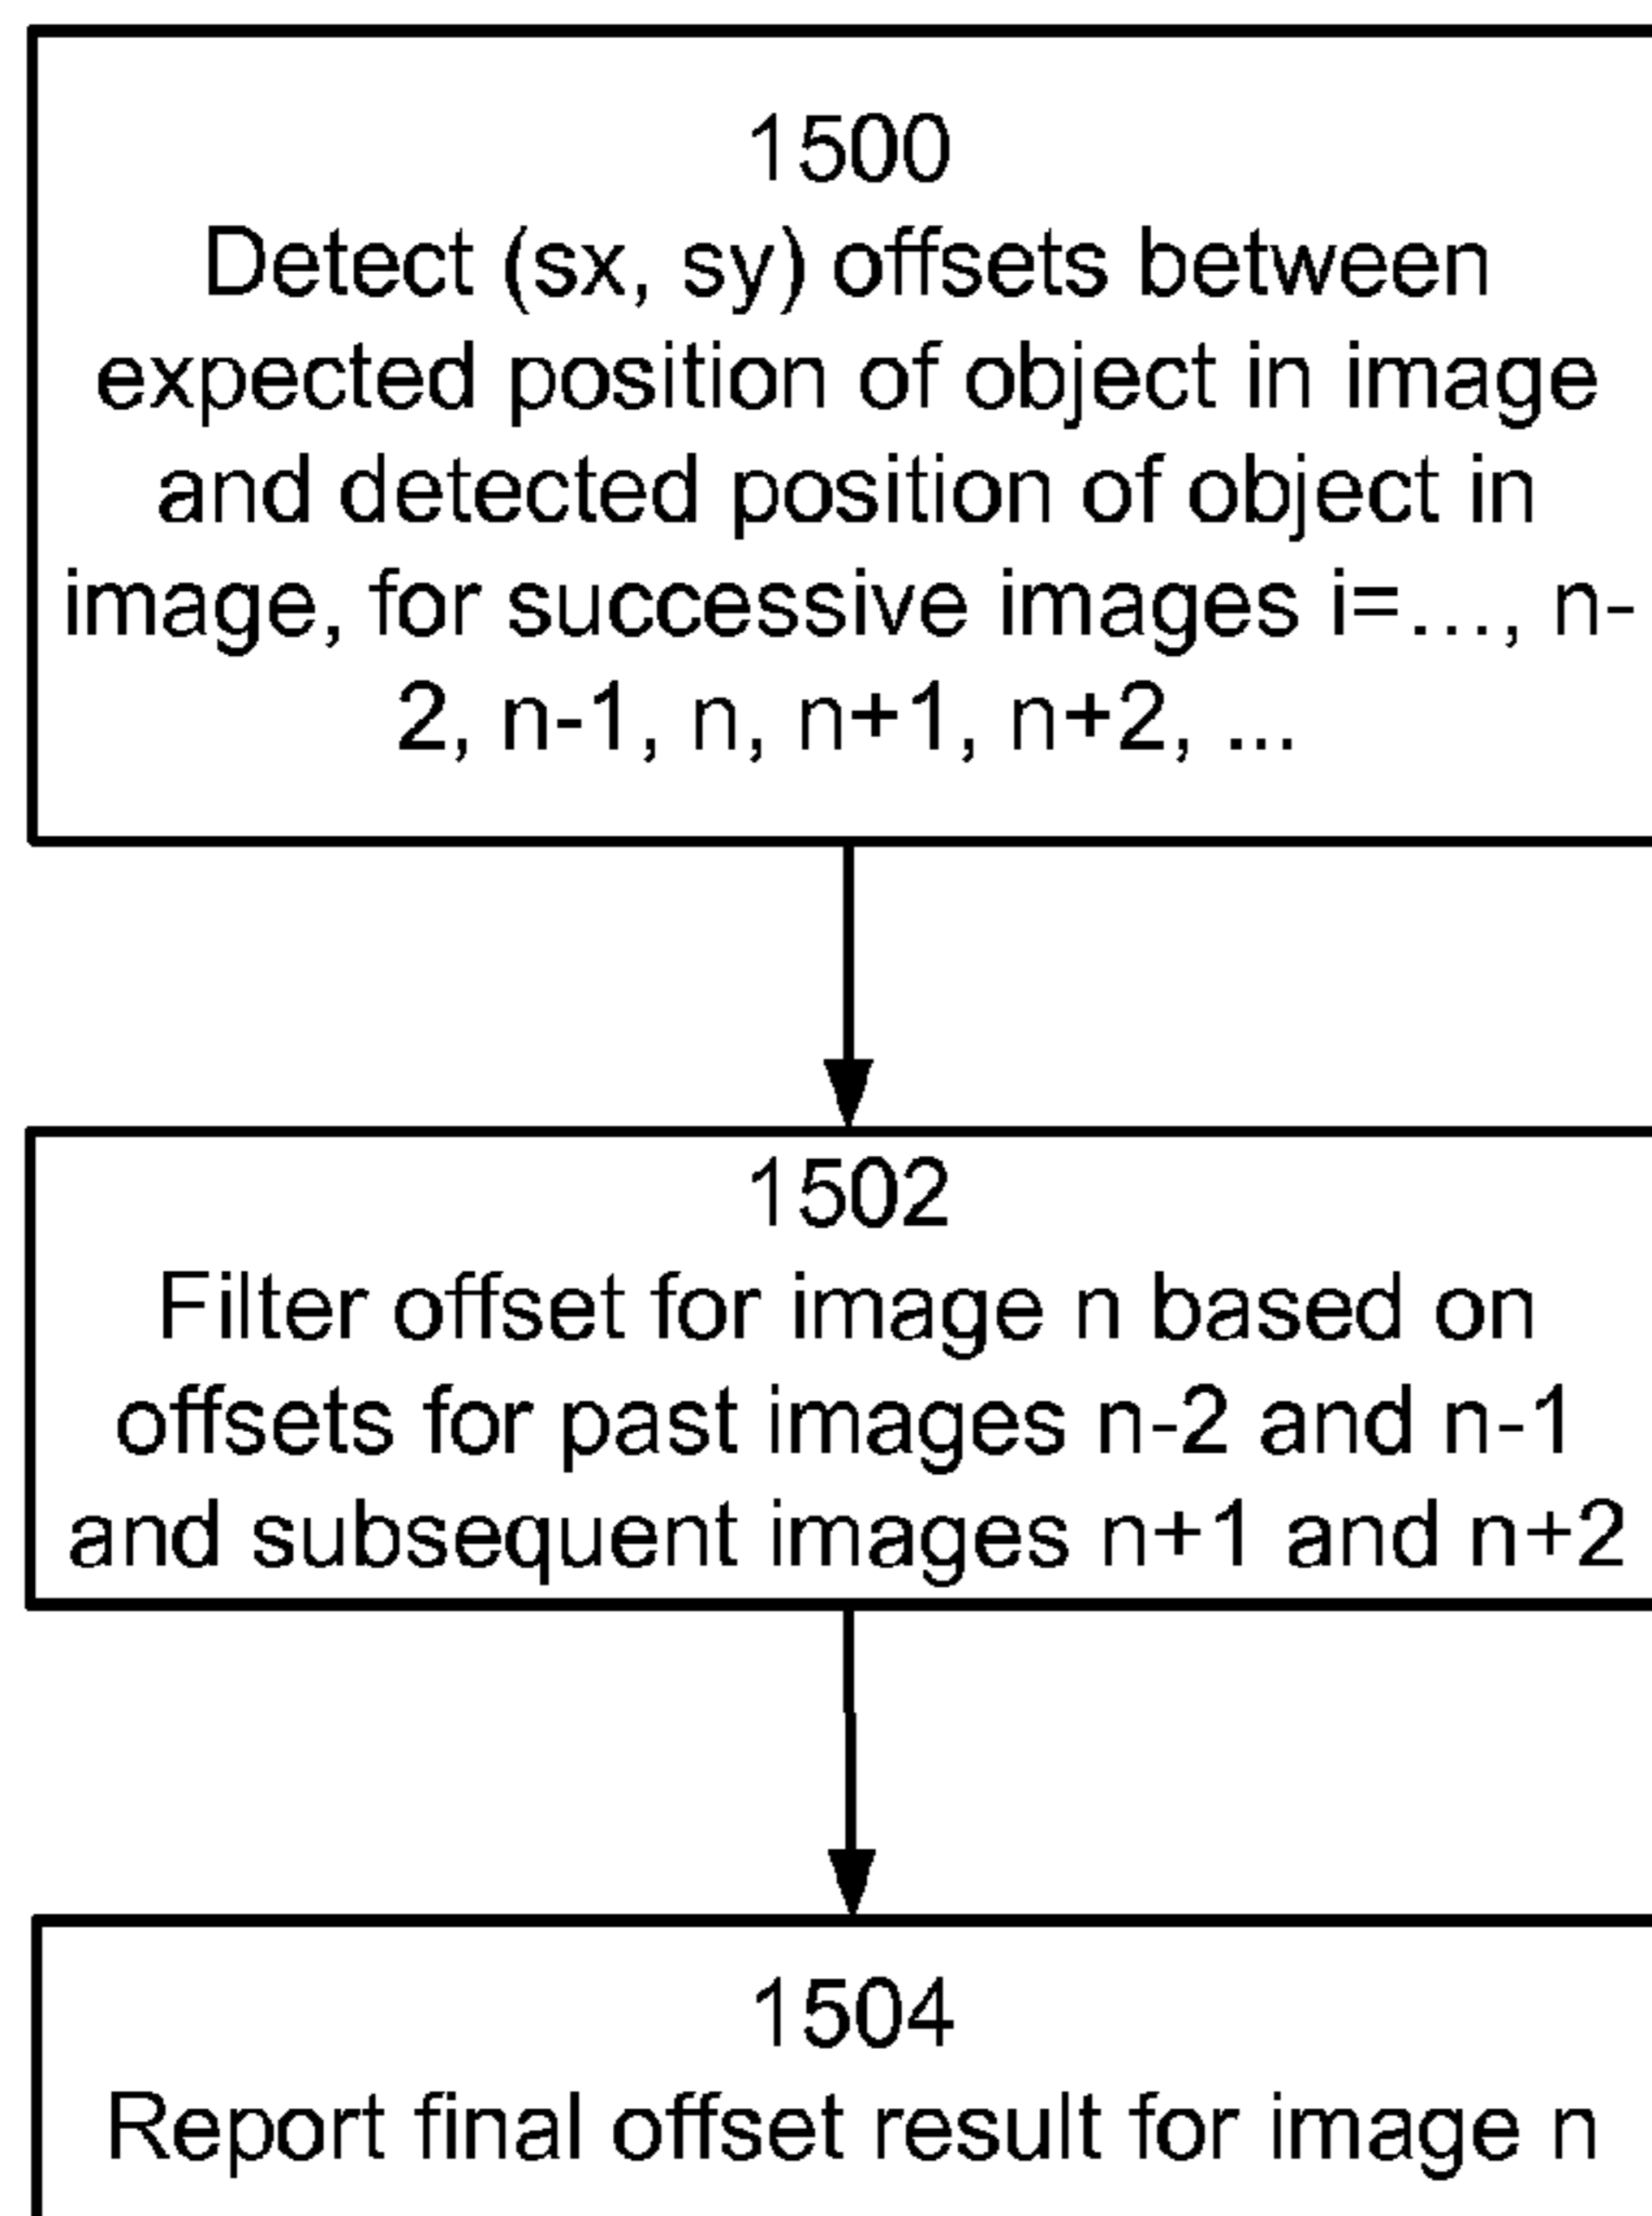 1500
Detect (sx, sy) offsets between
expected position of object in image
and detected position of object in
image, for successive images i=..., n-
2, n-1, n, n+1, n+2, ...
1502
Filter offset for image n based on
offsets for past images n-2 and n-1
and subsequent images n+1 and n+2
1504
Report final offset result for image n